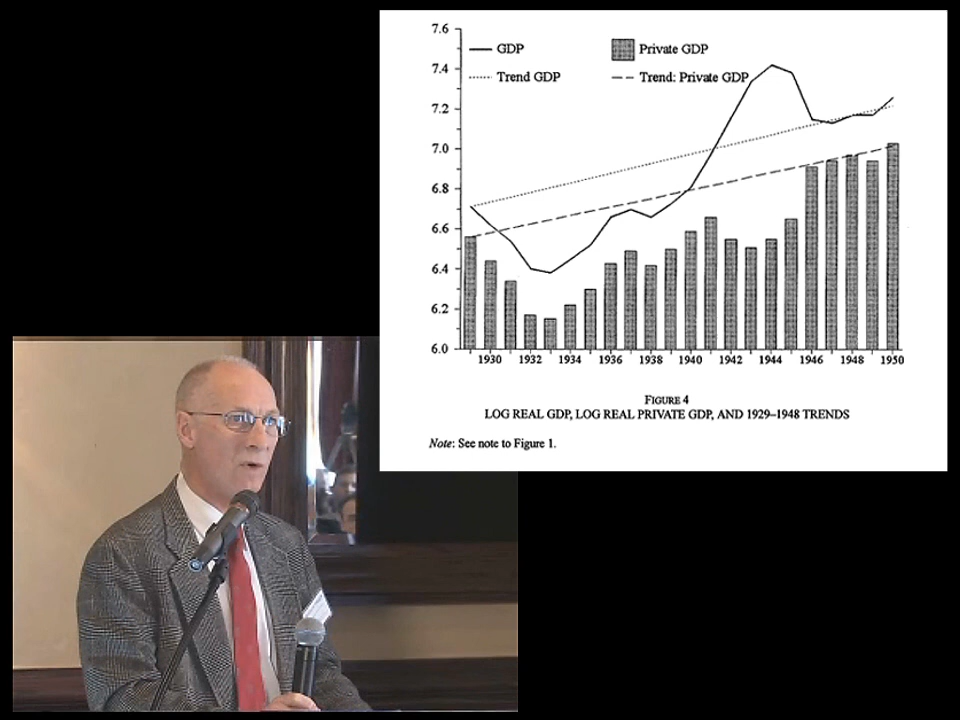 7.6
GDP
Private GDP
7.4
Trend GDP
Trend: Private GDP
7.2
7.0
6.8
6.6
6.4
6.2
6.0
1930 1932 1934 1936 1938 1940 1942 1944 1946 1948 1950
FIGURE 4
LOG REAL GDP, LOG REAL PRIVATE GDP, AND 1929–1948 TRENDS
Note: See note to Figure 1.